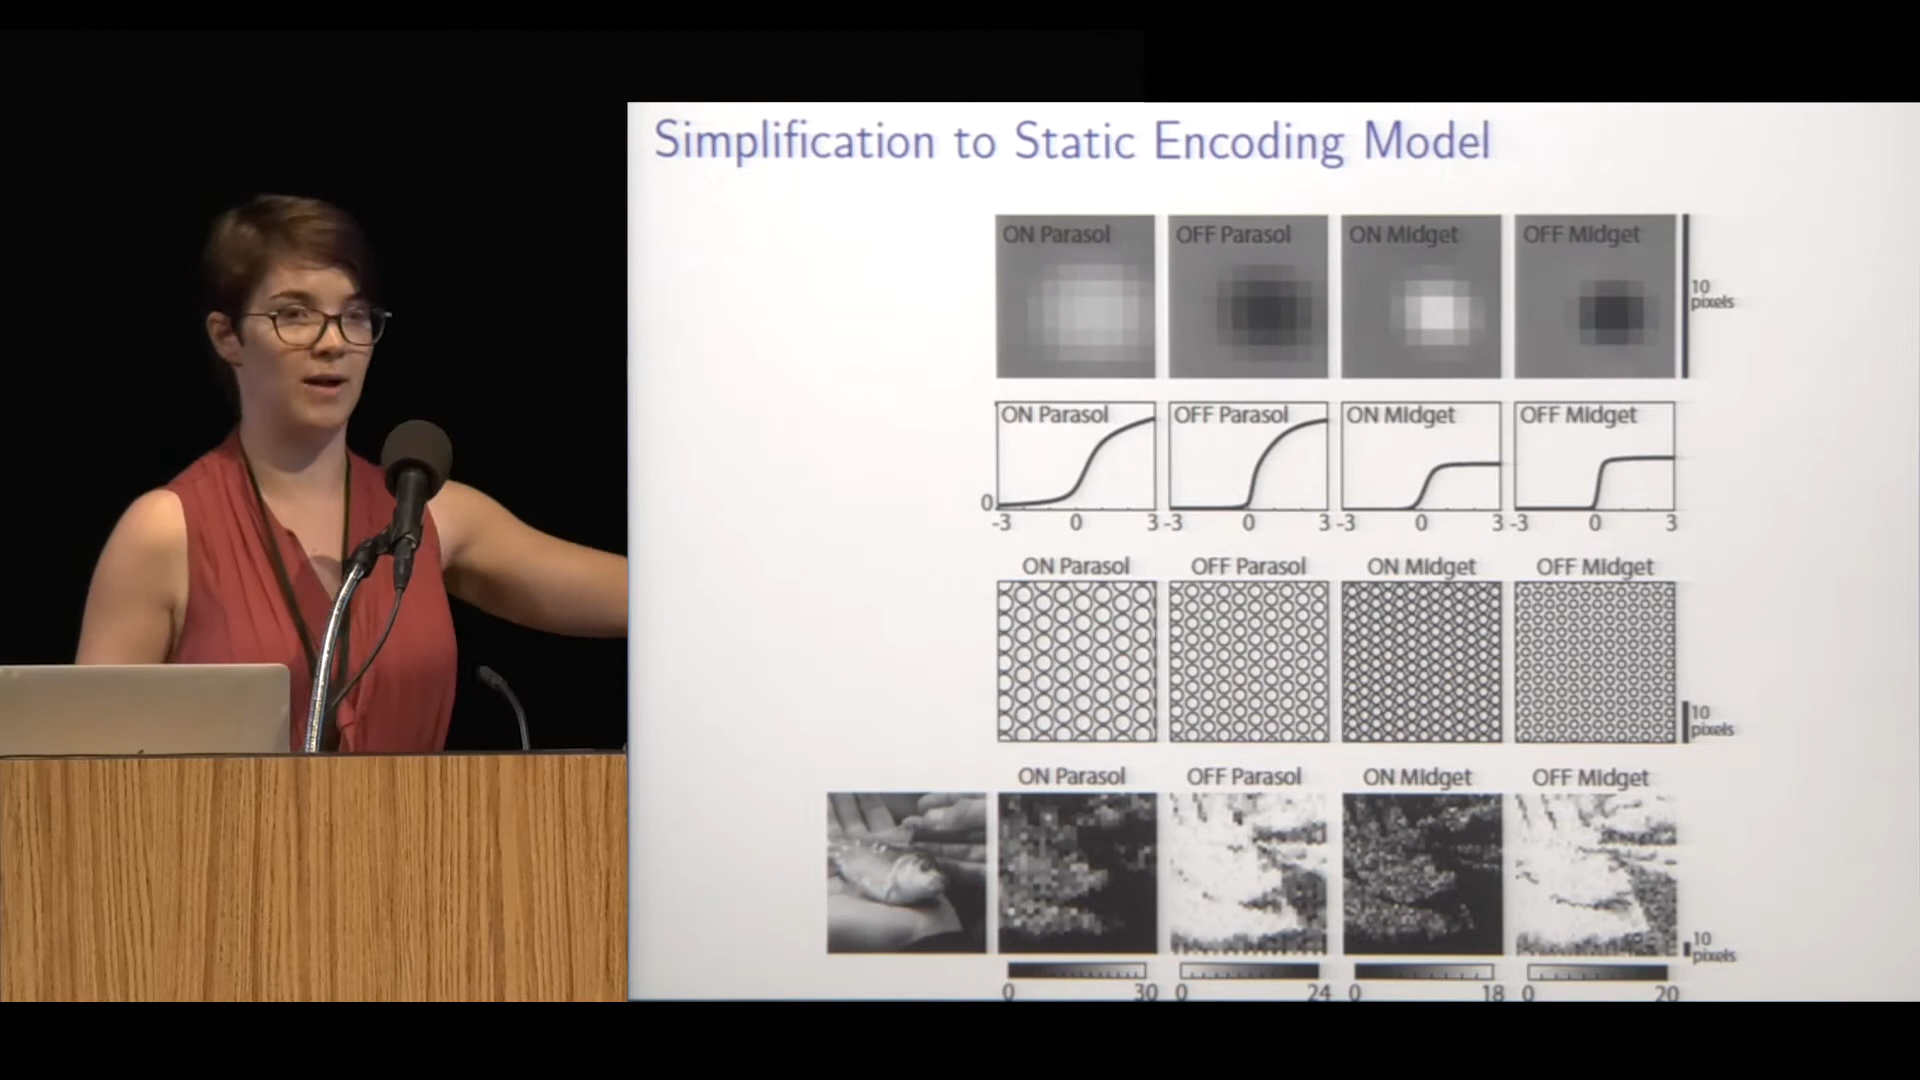 Simplification to Static Encoding Model
ON Parasol OFF Parasol ON Midget OFF Midget
10
pixels
ON Parasol OFF Parasol ON Midget OFF Midget
0
-3 0 3 -3 0 3 -3 0 3 -3 0 3
ON Parasol OFF Parasol ON Midget OFF Midget
10
pixels
ON Parasol OFF Parasol ON Midget OFF Midget
10
pixels
0 30 0 24 0 18 0 20